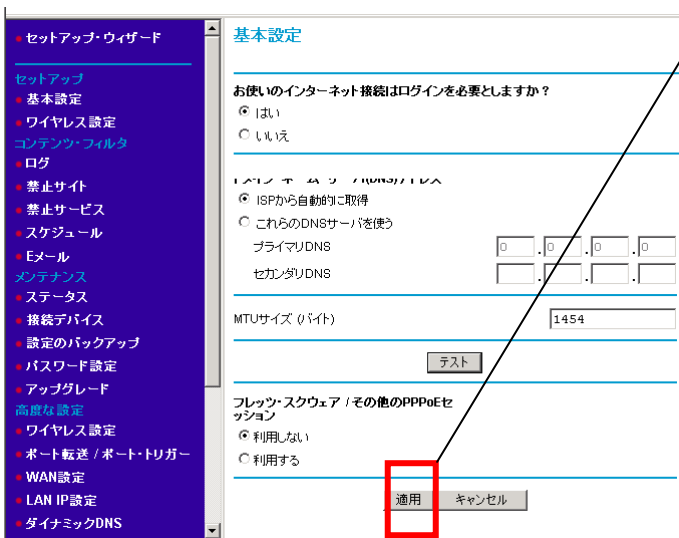 セットアップ・ウィザード
セットアップ
基本設定
ワイヤレス設定
コンテンツ・フィルタ
ログ
禁止サイト
禁止サービス
スケジュール
Eメール
メンテナンス
ステータス
接続デバイス
設定のバックアップ
パスワード設定
アップグレード
高度な設定
ワイヤレス設定
ポート転送 / ポート・トリガー
WAN設定
LAN IP設定
ダイナミックDNS
基本設定
お使いのインターネット接続はログインを必要としますか？
はい
いいえ
ISPから自動的に取得
これらのDNSサーバを使う
プライマリDNS 0 . 0 . 0 . 0
セカンダリDNS . . .
MTUサイズ (バイト) 1454
テスト
フレッツ・スクウェア / その他のPPPoEセ
ッション
利用しない
利用する
適用 キャンセル